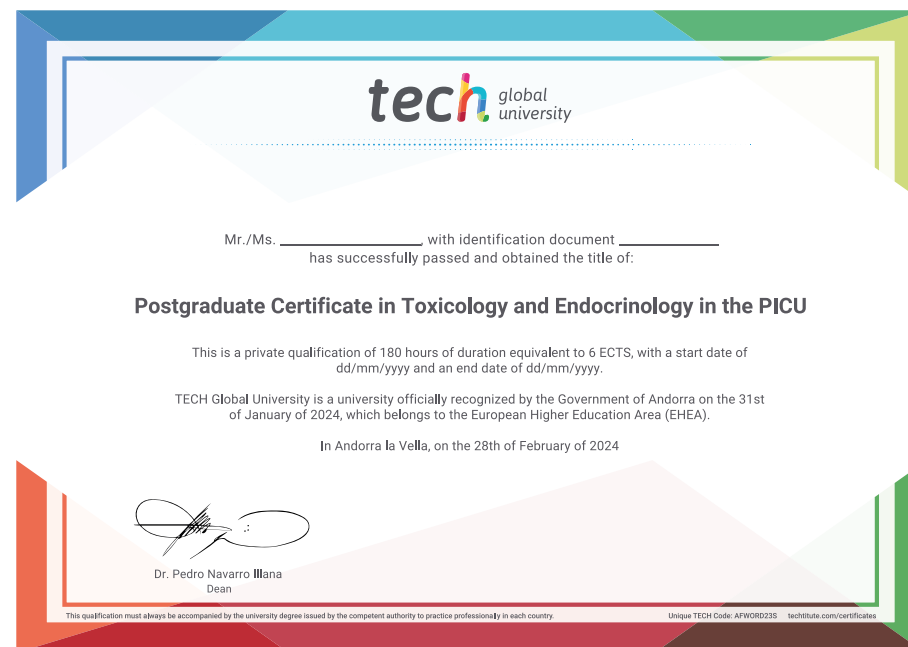 tech global university
Mr./Ms. ____________, with identification document ____________
has successfully passed and obtained the title of:
Postgraduate Certificate in Toxicology and Endocrinology in the PICU
This is a private qualification of 180 hours of duration equivalent to 6 ECTS, with a start date of
dd/mm/yyyy and an end date of dd/mm/yyyy.
TECH Global University is a university officially recognized by the Government of Andorra on the 31st
of January of 2024, which belongs to the European Higher Education Area (EHEA).
In Andorra la Vella, on the 28th of February of 2024
Dr. Pedro Navarro Illana
Dean
This qualification must always be accompanied by the university degree issued by the competent authority to practice professionally in each country. Unique TECH Code: AFWORD23S techtitute.com/certificates